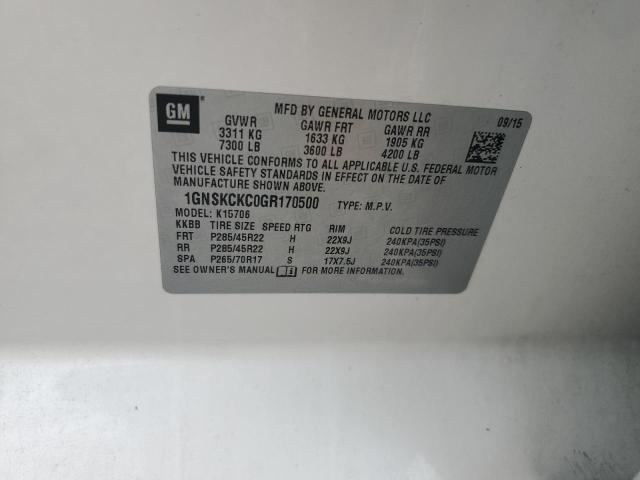 GM
MFD BY GENERAL MOTORS LLC 09/15
GVWR GAWR FRT GAWR RR
3311 KG 1633 KG 1905 KG
7300 LB 3600 LB 4200 LB
THIS VEHICLE CONFORMS TO ALL APPLICABLE U.S. FEDERAL MOTOR
VEHICLE SAFETY STANDARDS IN EFFECT ON THE DATE OF
MANUFACTURE SHOWN ABOVE.
1GNSKCKC0GR170500 TYPE: M.P.V.
MODEL: K15706
KKBB TIRE SIZE SPEED RTG RIM COLD TIRE PRESSURE
FRT P285/45R22 H 22X9J 240KPA(35PSI)
RR P285/45R22 H 22X9J 240KPA(35PSI)
SPA P265/70R17 S 17X7.5J 240KPA(35PSI)
SEE OWNER'S MANUAL FOR MORE INFORMATION.